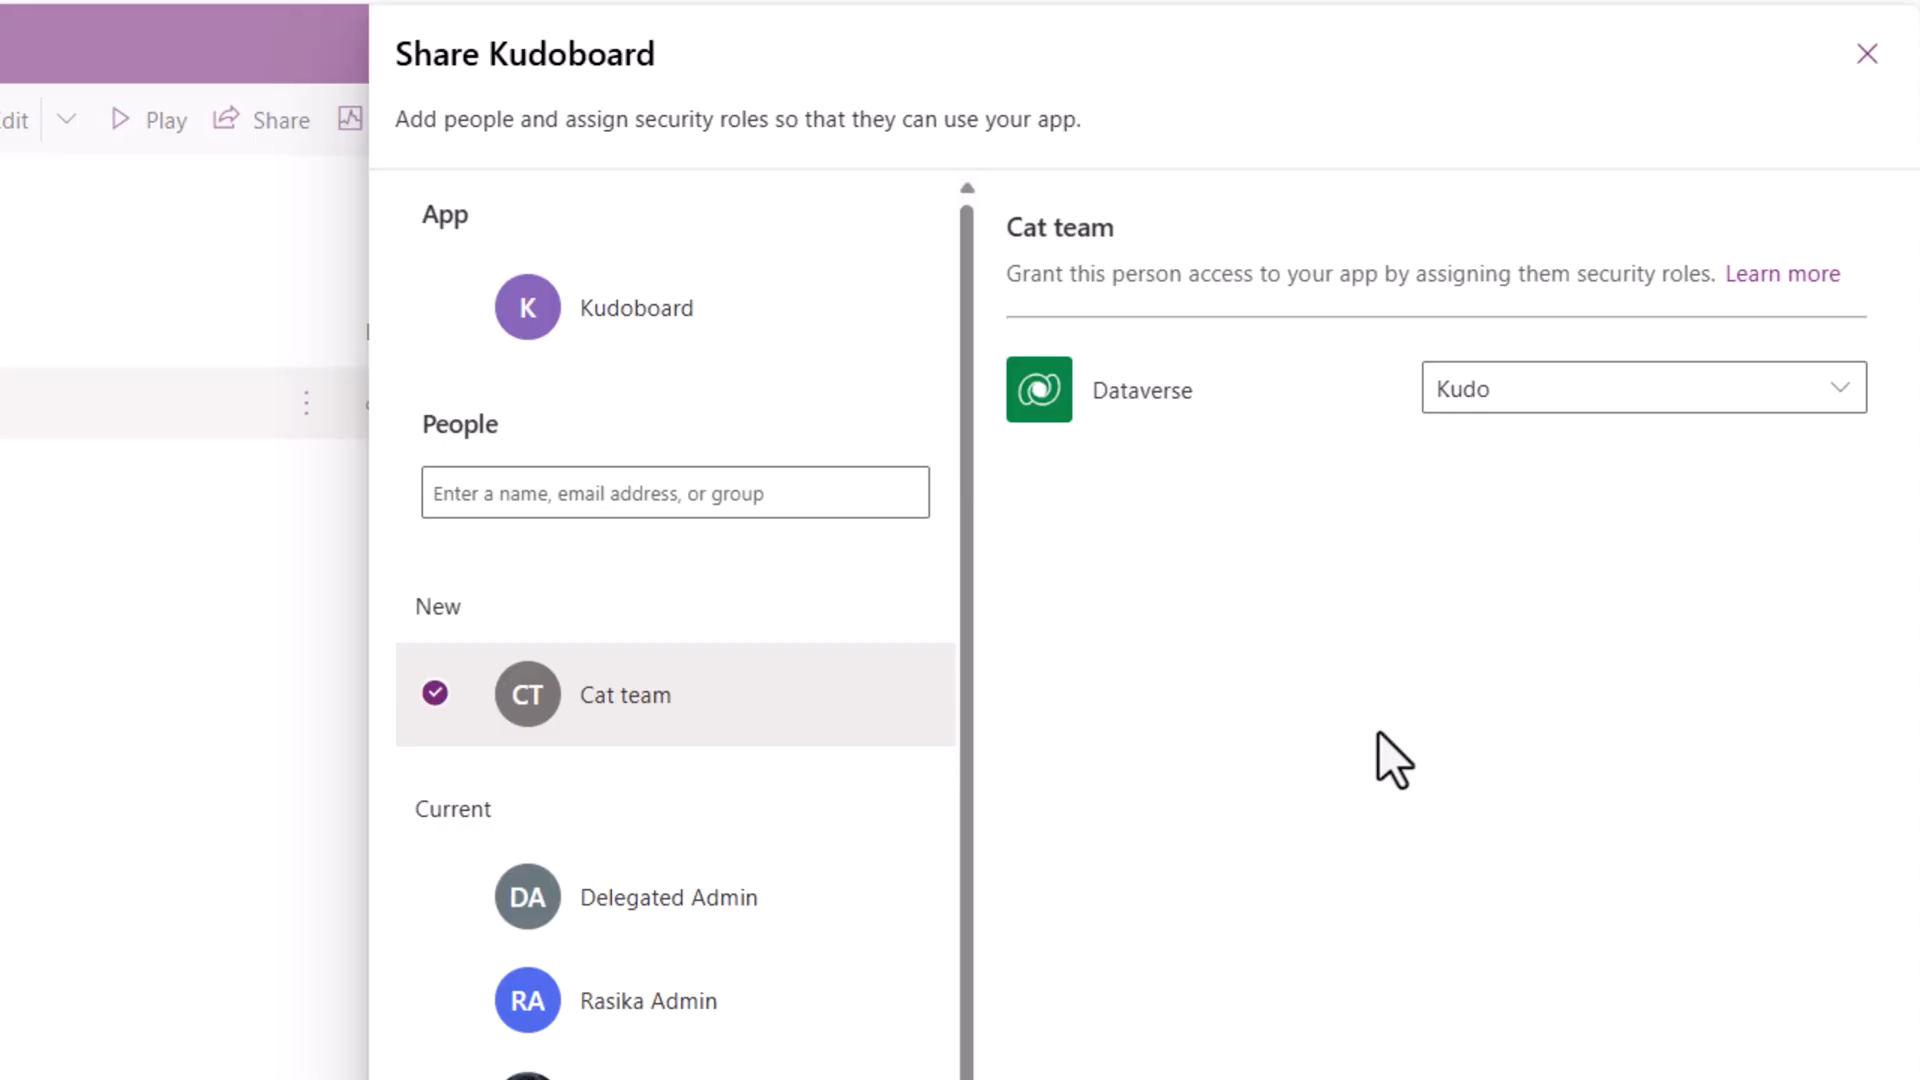 Share Kudoboard
Add people and assign security roles so that they can use your app.
dit
Play
Share
App
K
Kudoboard
People
Enter a name, email address, or group
New
CT
Cat team
Current
DA
Delegated Admin
RA
Rasika Admin
Cat team
Grant this person access to your app by assigning them security roles. Learn more
Dataverse
Kudo